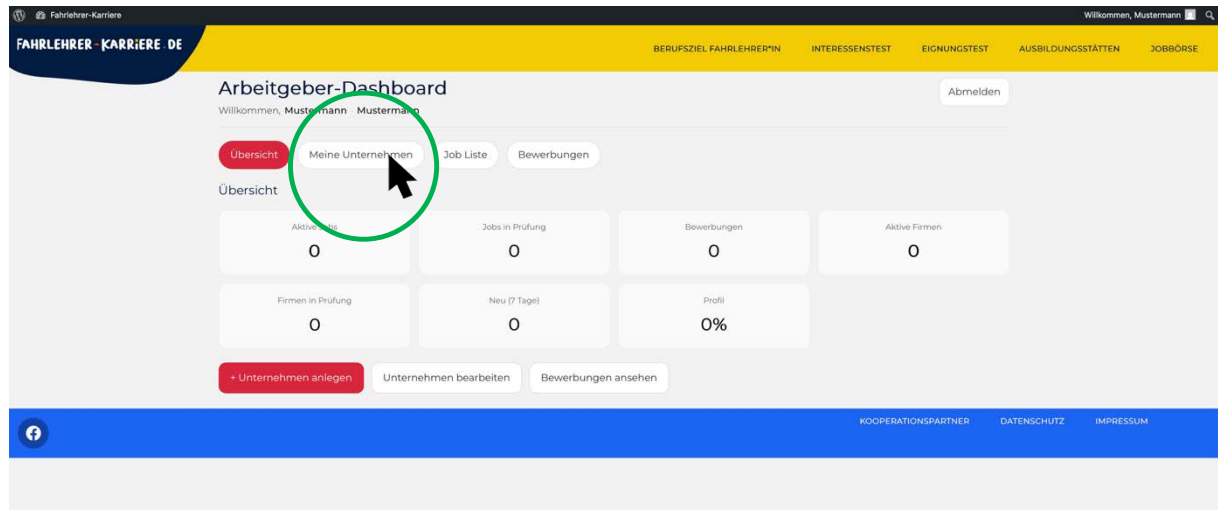 Fahrlehrer-Karriere
Willkommen, Mustermann
FAHRLEHRER-KARRiERE.DE
BERUFSZIEL FAHRLEHRER*IN
INTERESSENSTEST
EIGNUNGSTEST
AUSBILDUNGSSTÄTTEN
JOBBÖRSE
Arbeitgeber-Dashboard
Abmelden
Willkommen, Mustermann · Mustermann
Übersicht
Meine Unternehmen
Job Liste
Bewerbungen
Übersicht
Aktive Jobs
0
Jobs in Prüfung
0
Bewerbungen
0
Aktive Firmen
0
Firmen in Prüfung
0
Neu (7 Tage)
0
Profil
0%
+ Unternehmen anlegen
Unternehmen bearbeiten
Bewerbungen ansehen
KOOPERATIONSPARTNER
DATENSCHUTZ
IMPRESSUM